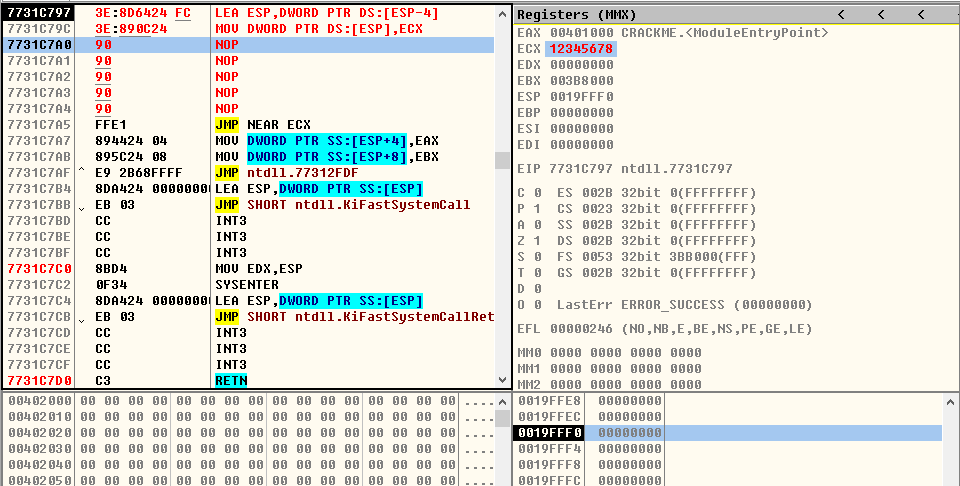 7731C797 3E:8D6424 FC LEA ESP,DWORD PTR DS:[ESP-4]
7731C79C 3E:890C24 MOV DWORD PTR DS:[ESP],ECX
7731C7A0 90 NOP
7731C7A1 90 NOP
7731C7A2 90 NOP
7731C7A3 90 NOP
7731C7A4 90 NOP
7731C7A5 FFE1 JMP NEAR ECX
7731C7A7 894424 04 MOV DWORD PTR SS:[ESP+4],EAX
7731C7AB 895C24 08 MOV DWORD PTR SS:[ESP+8],EBX
7731C7AF ^ E9 2B68FFFF JMP ntdll.77312FDF
7731C7B4 8DA424 00000000 LEA ESP,DWORD PTR SS:[ESP]
7731C7BB ⌄ EB 03 JMP SHORT ntdll.KiFastSystemCall
7731C7BD CC INT3
7731C7BE CC INT3
7731C7BF CC INT3
7731C7C0 8BD4 MOV EDX,ESP
7731C7C2 0F34 SYSENTER
7731C7C4 8DA424 00000000 LEA ESP,DWORD PTR SS:[ESP]
7731C7CB ⌄ EB 03 JMP SHORT ntdll.KiFastSystemCallRet
7731C7CD CC INT3
7731C7CE CC INT3
7731C7CF CC INT3
7731C7D0 C3 RETN
Registers (MMX) < < <
EAX 00401000 CRACKME.<ModuleEntryPoint>
ECX 12345678
EDX 00000000
EBX 003B8000
ESP 0019FFF0
EBP 00000000
ESI 00000000
EDI 00000000
EIP 7731C797 ntdll.7731C797
C 0 ES 002B 32bit 0(FFFFFFFF)
P 1 CS 0023 32bit 0(FFFFFFFF)
A 0 SS 002B 32bit 0(FFFFFFFF)
Z 1 DS 002B 32bit 0(FFFFFFFF)
S 0 FS 0053 32bit 3BB000(FFF)
T 0 GS 002B 32bit 0(FFFFFFFF)
D 0
O 0 LastErr ERROR_SUCCESS (00000000)
EFL 00000246 (NO,NB,E,BE,NS,PE,GE,LE)
MM0 0000 0000 0000 0000
MM1 0000 0000 0000 0000
MM2 0000 0000 0000 0000
00402000 00 00 00 00 00 00 00 00 00 00 00 00 00 00 00 00 ....
00402010 00 00 00 00 00 00 00 00 00 00 00 00 00 00 00 00 ....
00402020 00 00 00 00 00 00 00 00 00 00 00 00 00 00 00 00 ....
00402030 00 00 00 00 00 00 00 00 00 00 00 00 00 00 00 00 ....
00402040 00 00 00 00 00 00 00 00 00 00 00 00 00 00 00 00 ....
00402050 00 00 00 00 00 00 00 00 00 00 00 00 00 00 00 00 ....
0019FFE8 00000000
0019FFEC 00000000
0019FFF0 00000000
0019FFF4 00000000
0019FFF8 00000000
0019FFFC 00000000